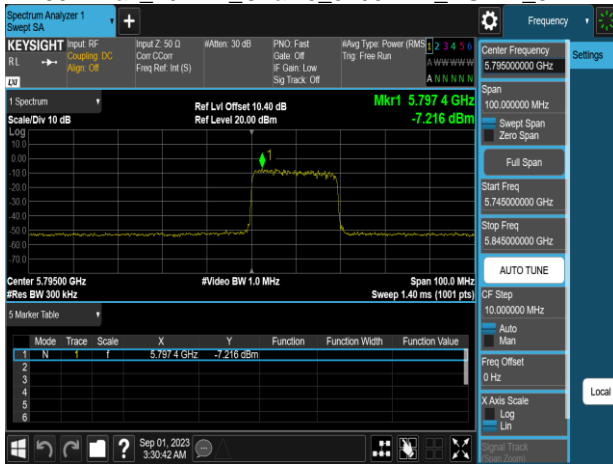 Spectrum Analyzer 1
Swept SA
+
Frequency
KEYSIGHT
RL
LXI
Input: RF
Coupling: DC
Align: Off
Input Z: 50 Ω
Corr CCorr
Freq Ref: Int (S)
#Atten: 30 dB
PNO: Fast
Gate: Off
IF Gain: Low
Sig Track: Off
#Avg Type: Power (RMS
Trig: Free Run
1 2 3 4 5 6
A W W W W W
A N N N N N
Center Frequency
5.795000000 GHz
Settings
1 Spectrum
Scale/Div 10 dB
Ref Lvl Offset 10.40 dB
Ref Level 20.00 dBm
Mkr1 5.797 4 GHz
-7.216 dBm
Span
100.000000 MHz
Swept Span
Zero Span
Full Span
Start Freq
5.745000000 GHz
Stop Freq
5.845000000 GHz
AUTO TUNE
CF Step
10.000000 MHz
Auto
Man
Freq Offset
0 Hz
X Axis Scale
Log
Lin
Signal Track
(Span Zoom)
Local
Log
10.0
0.00
-10.0
-20.0
-30.0
-40.0
-50.0
-60.0
-70.0
1
Center 5.79500 GHz
#Res BW 300 kHz
#Video BW 1.0 MHz
Span 100.0 MHz
Sweep 1.40 ms (1001 pts)
5 Marker Table
Mode Trace Scale X Y Function Function Width Function Value
1 N 1 f 5.797 4 GHz -7.216 dBm
2
3
4
5
6
?
Sep 01, 2023
3:30:42 AM